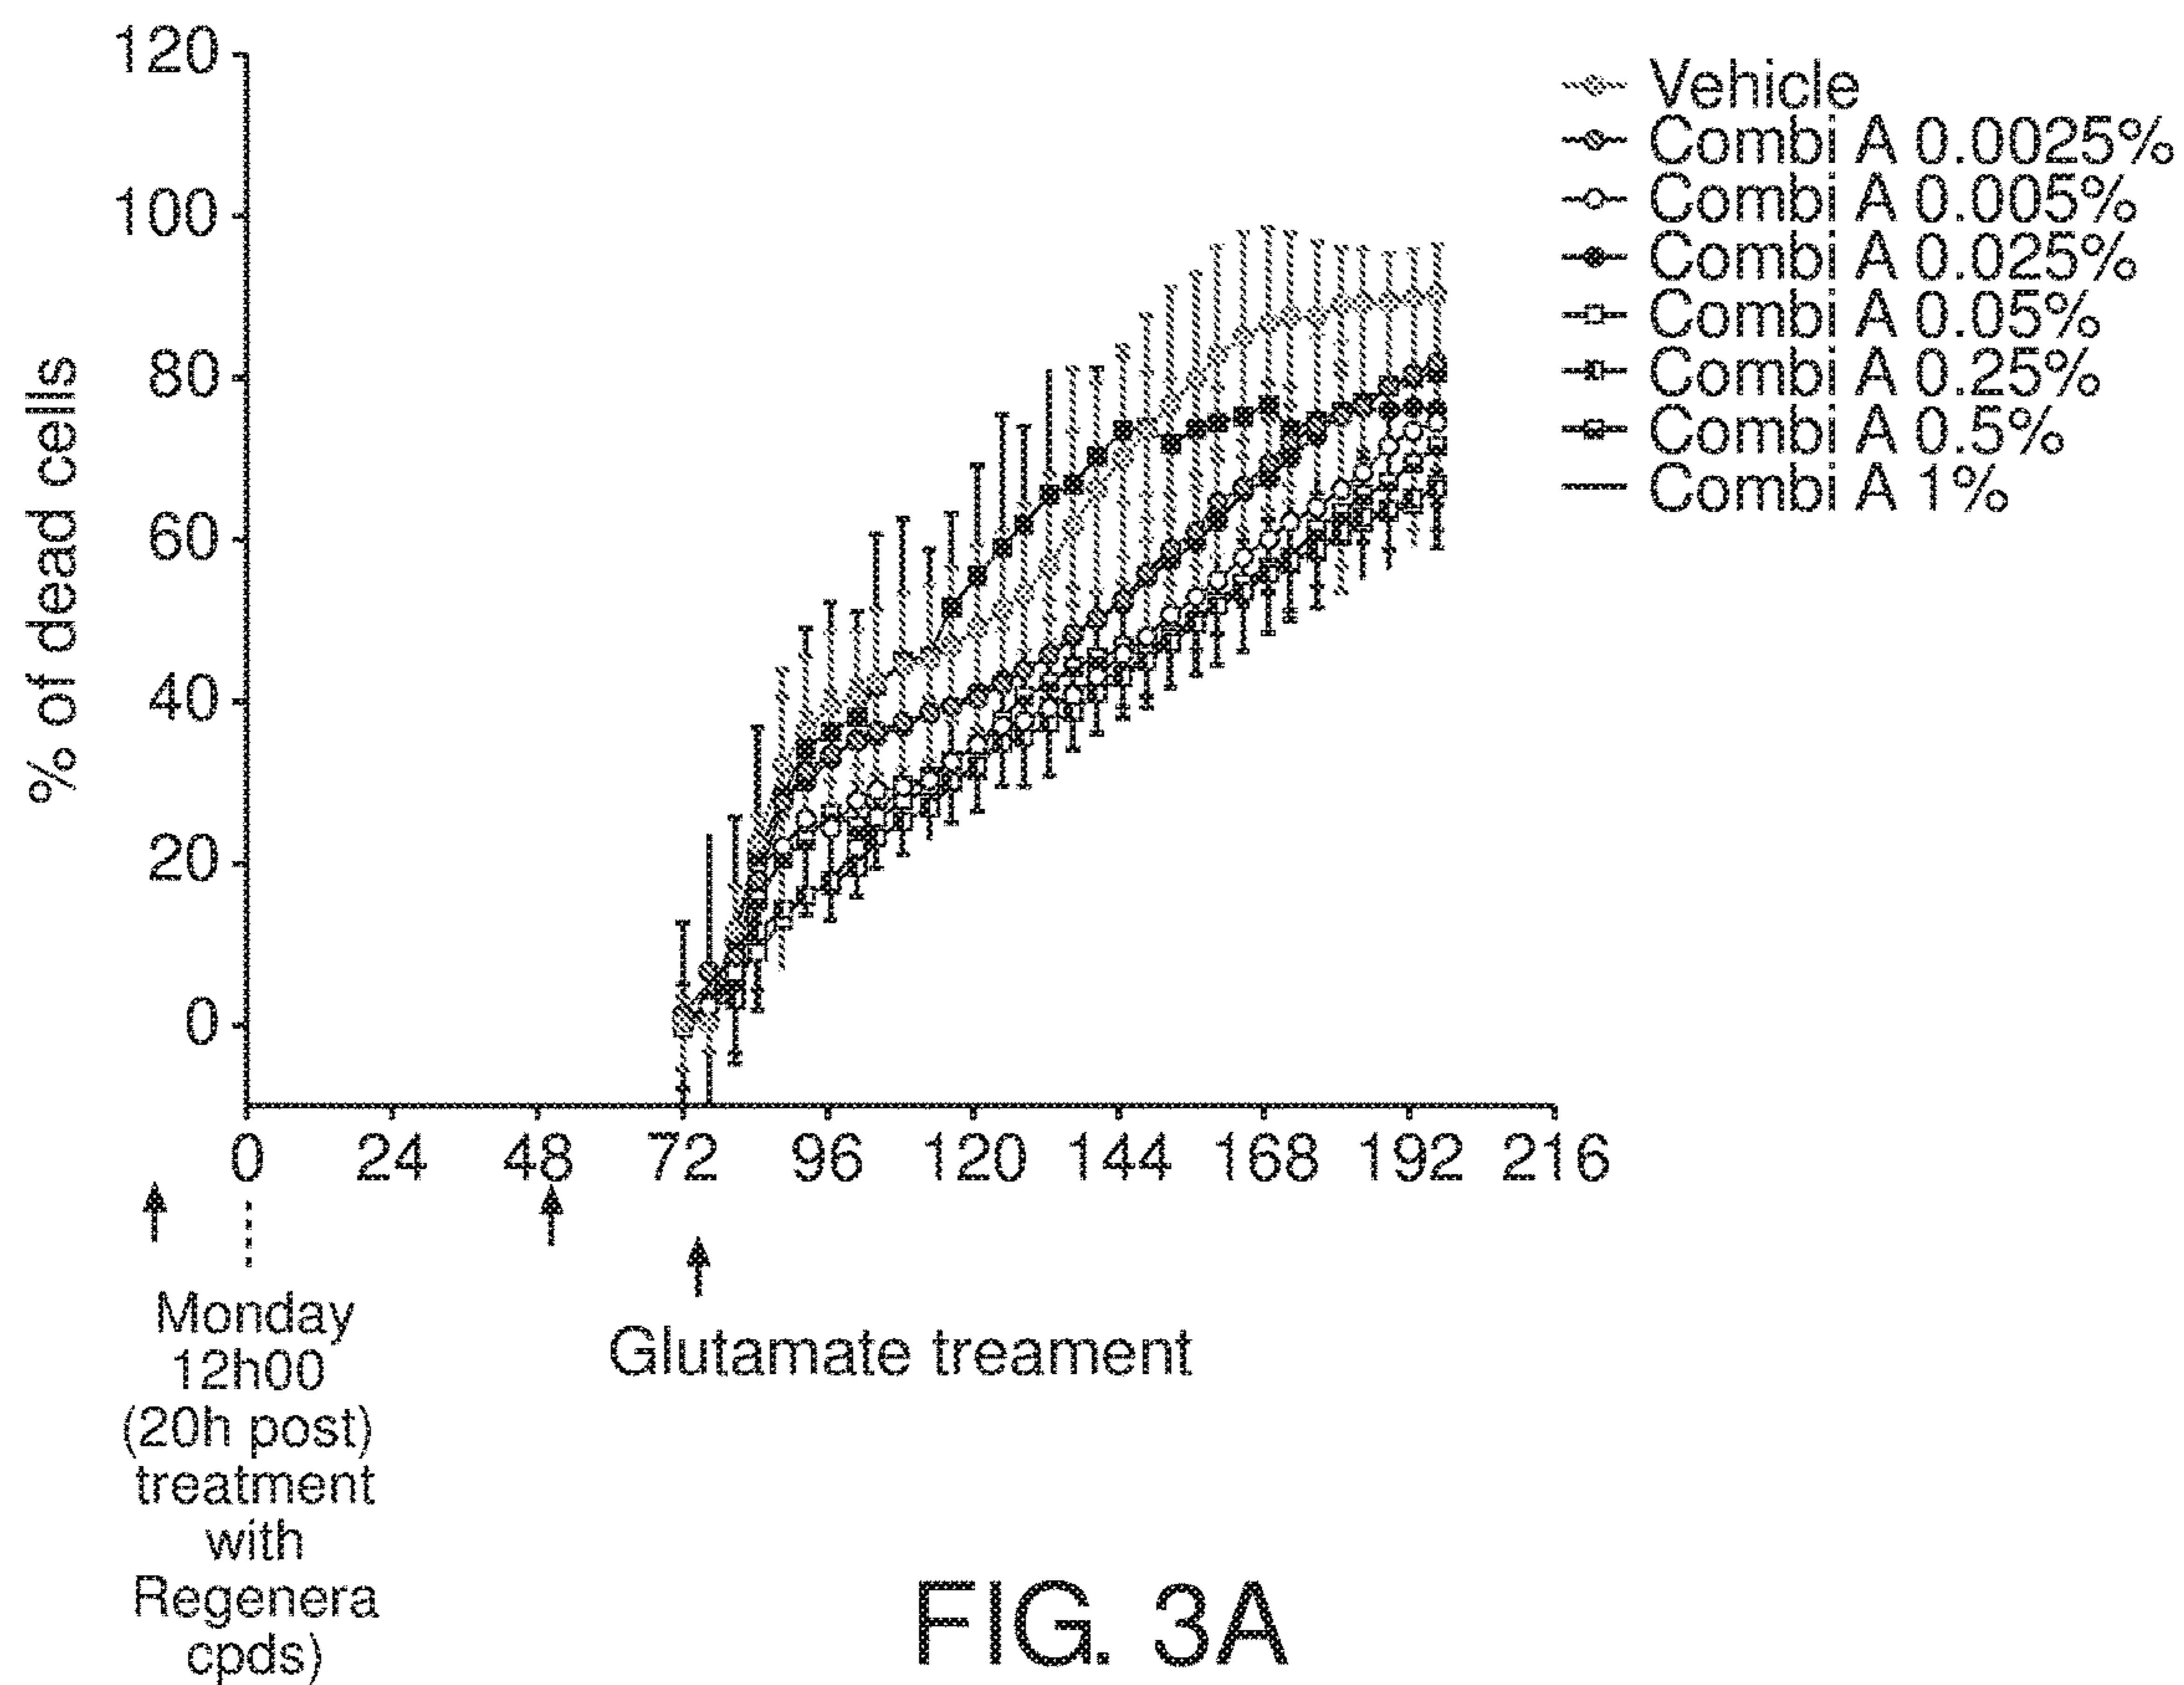 120
100
80
60
40
20
0
% of dead cells
Vehicle
Combi A 0.0025%
Combi A 0.005%
Combi A 0.025%
Combi A 0.05%
Combi A 0.25%
Combi A 0.5%
Combi A 1%
0 24 48 72 96 120 144 168 192 216
Monday
12h00
(20h post)
treatment
with
Regenera
cpds)
Glutamate treament
FIG. 3A